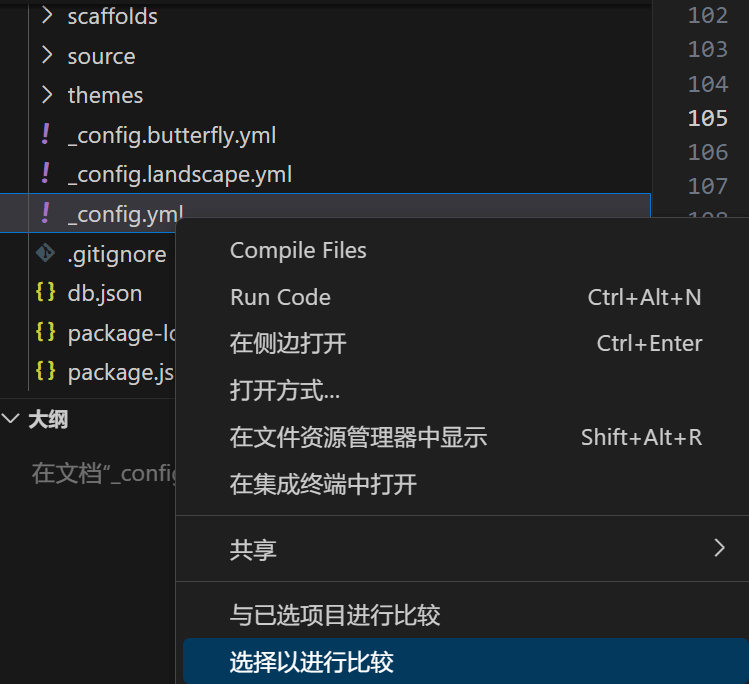 scaffolds
source
themes
_config.butterfly.yml
_config.landscape.yml
_config.yml
.gitignore
db.json
package-lo
package.js
大纲
在文档“_config
102
103
104
105
106
107
108
Compile Files
Run Code Ctrl+Alt+N
在侧边打开 Ctrl+Enter
打开方式...
在文件资源管理器中显示 Shift+Alt+R
在集成终端中打开
共享
与已选项目进行比较
选择以进行比较